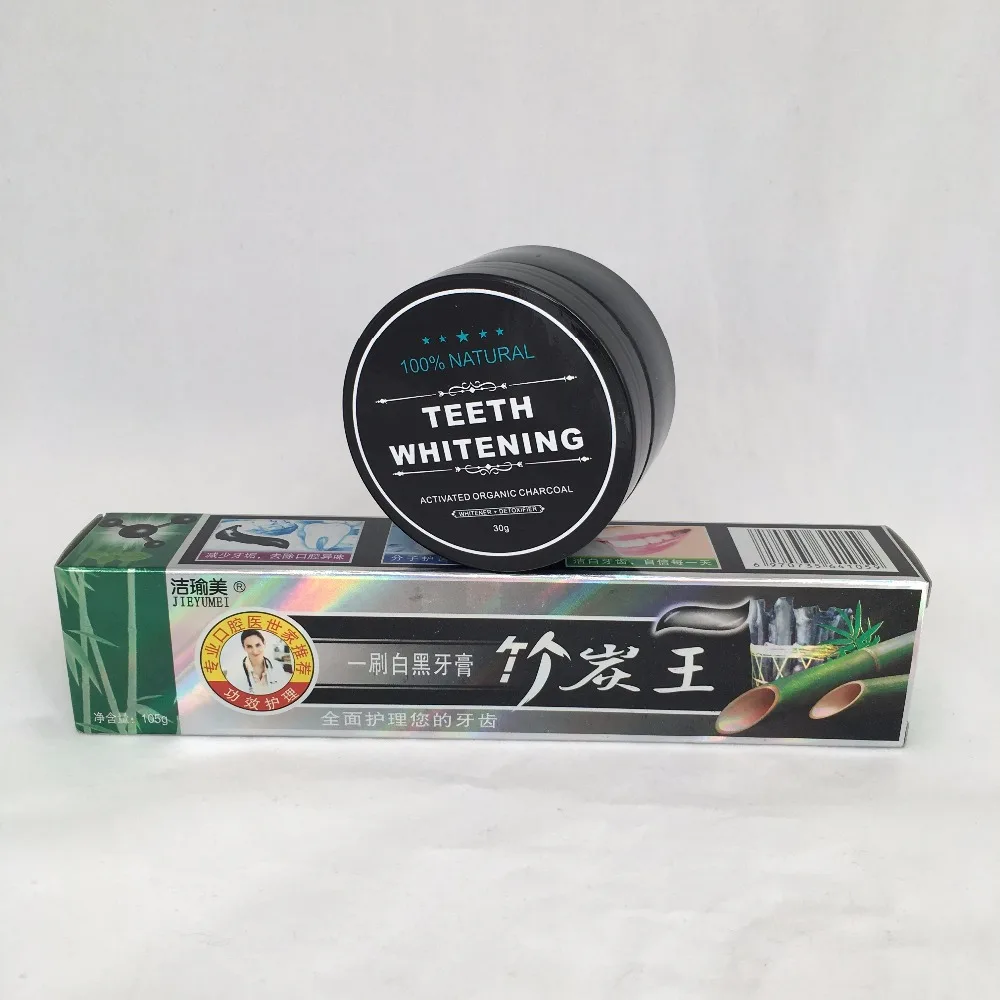 100% NATURAL
TEETH
WHITENING
ACTIVATED ORGANIC CHARCOAL
WHITENER + DETOXIFIER
30g
减少牙垢、去除口腔异味
分子护
洁白牙齿、自信每一天
洁瑜美®
JIEYUMEI
专业口腔医世家推荐
功效护理
一刷白黑牙膏
竹炭王
全面护理您的牙齿
净含量：105g